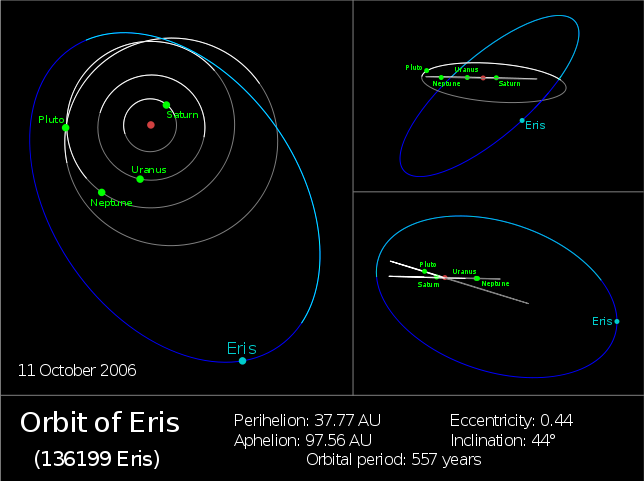 Pluto
Saturn
Uranus
Neptune
Eris
11 October 2006
Pluto
Uranus
Neptune
Saturn
Eris
Pluto
Uranus
Saturn
Neptune
Eris
Orbit of Eris
(136199 Eris)
Perihelion: 37.77 AU
Eccentricity: 0.44
Aphelion: 97.56 AU
Inclination: 44°
Orbital period: 557 years